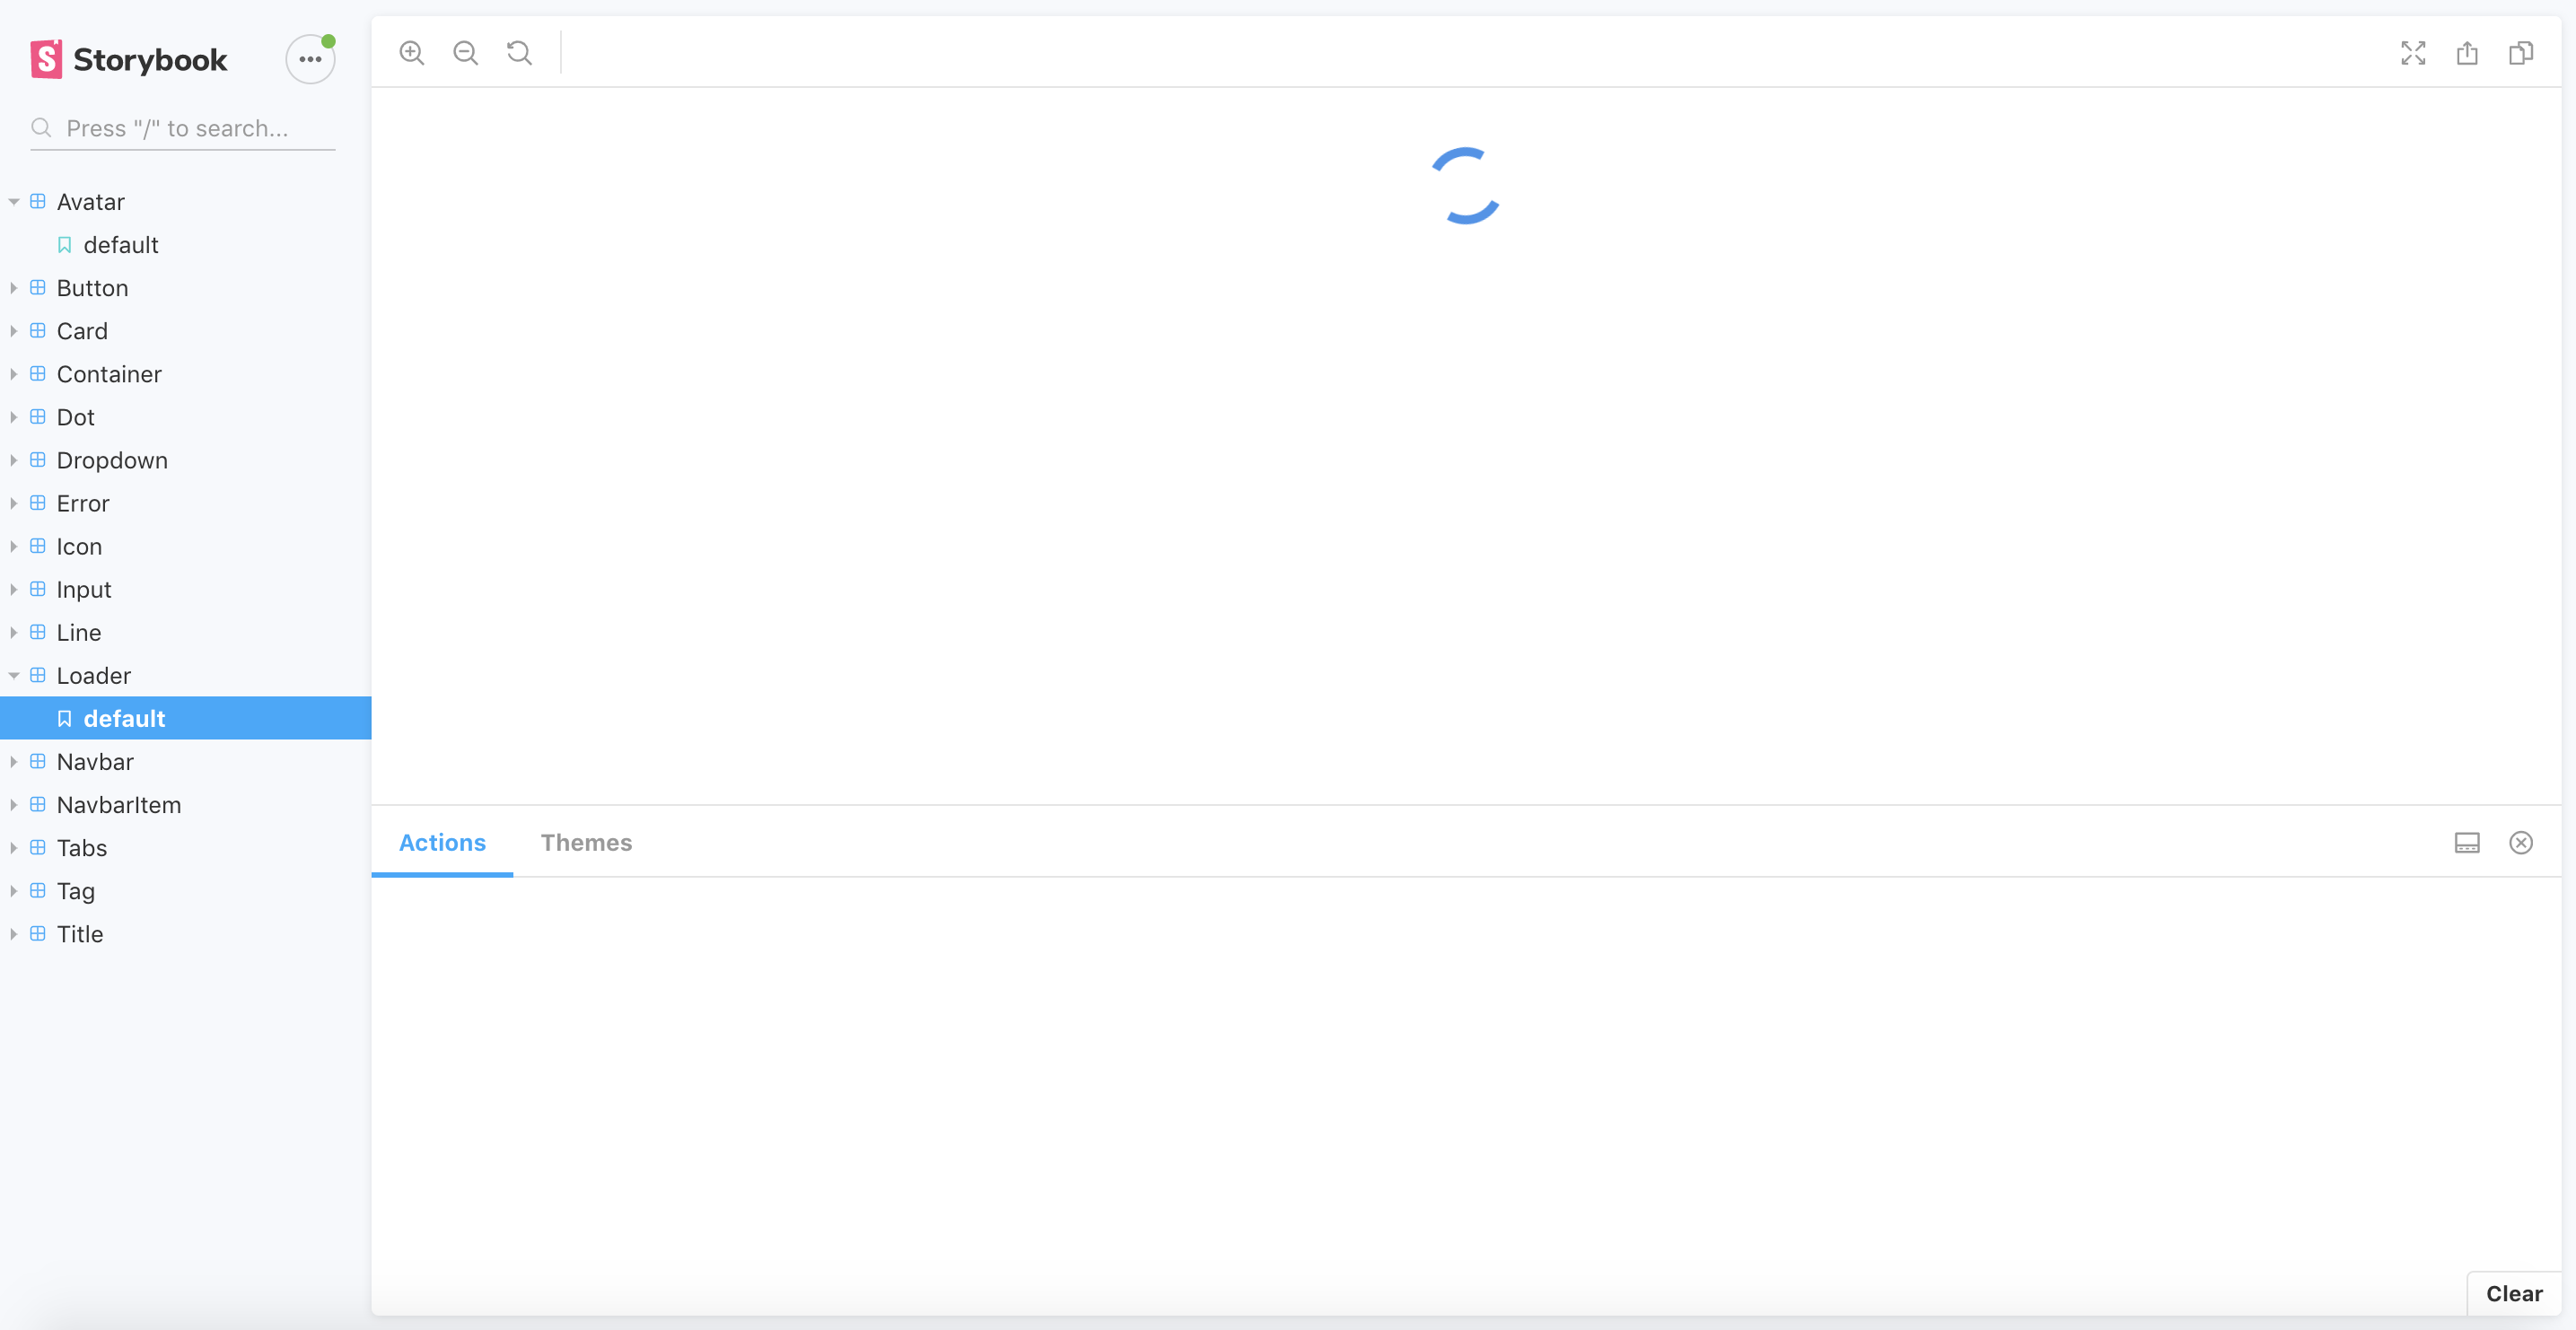 Storybook
Press "/" to search...
Avatar
default
Button
Card
Container
Dot
Dropdown
Error
Icon
Input
Line
Loader
default
Navbar
NavbarItem
Tabs
Tag
Title
Actions Themes
Clear